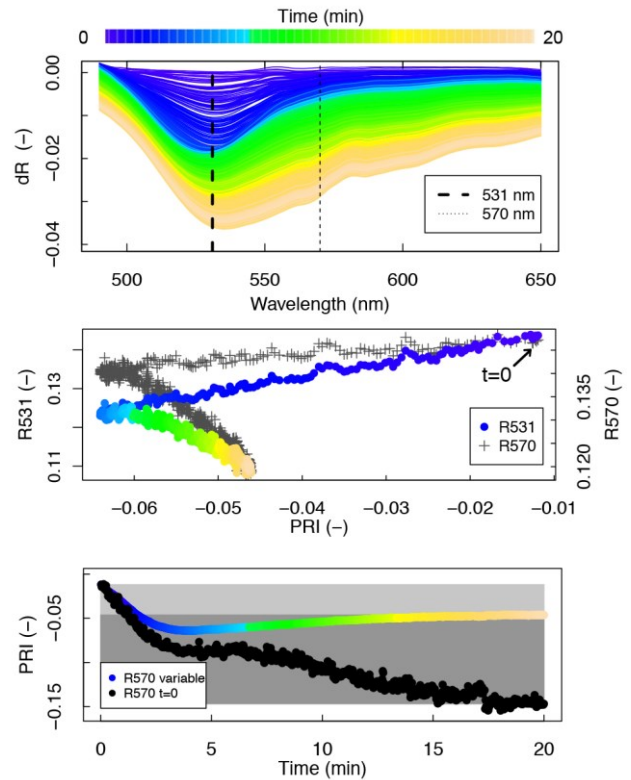 Time (min)
0 20
0.00
−0.02
−0.04
dR (−)
531 nm
570 nm
500 550 600 650
Wavelength (nm)
0.13
0.11
R531 (−)
t=0
R531
R570
0.135
0.120
R570 (−)
−0.06 −0.05 −0.04 −0.03 −0.02 −0.01
PRI (−)
−0.05
−0.15
PRI (−)
R570 variable
R570 t=0
0 5 10 15 20
Time (min)